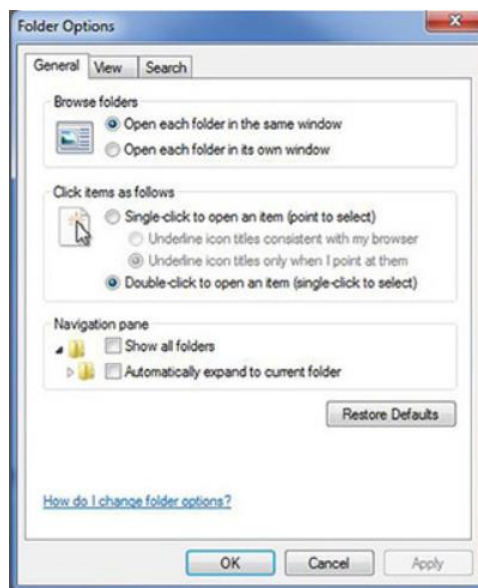 Folder Options
General View Search
Browse folders
Open each folder in the same window
Open each folder in its own window
Click items as follows
Single-click to open an item (point to select)
Underline icon titles consistent with my browser
Underline icon titles only when I point at them
Double-click to open an item (single-click to select)
Navigation pane
Show all folders
Automatically expand to current folder
Restore Defaults
How do I change folder options?
OK Cancel Apply